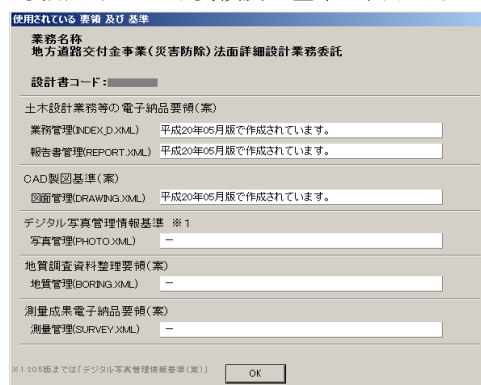 使用されている 要領 及び 基準
業務名称
地方道路交付金事業(災害防除)法面詳細設計業務委託
設計書コード:
土木設計業務等の電子納品要領(案)
業務管理(INDEX_D.XML) 平成20年05月版で作成されています。
報告書管理(REPORT.XML) 平成20年05月版で作成されています。
CAD製図基準(案)
図面管理(DRAWING.XML) 平成20年05月版で作成されています。
デジタル写真管理情報基準 ※1
写真管理(PHOTO.XML) －
地質調査資料整理要領(案)
地質管理(BORING.XML) －
測量成果電子納品要領(案)
測量管理(SURVEY.XML) －
※1 20.5版までは『デジタル写真管理情報基準(案)』
OK